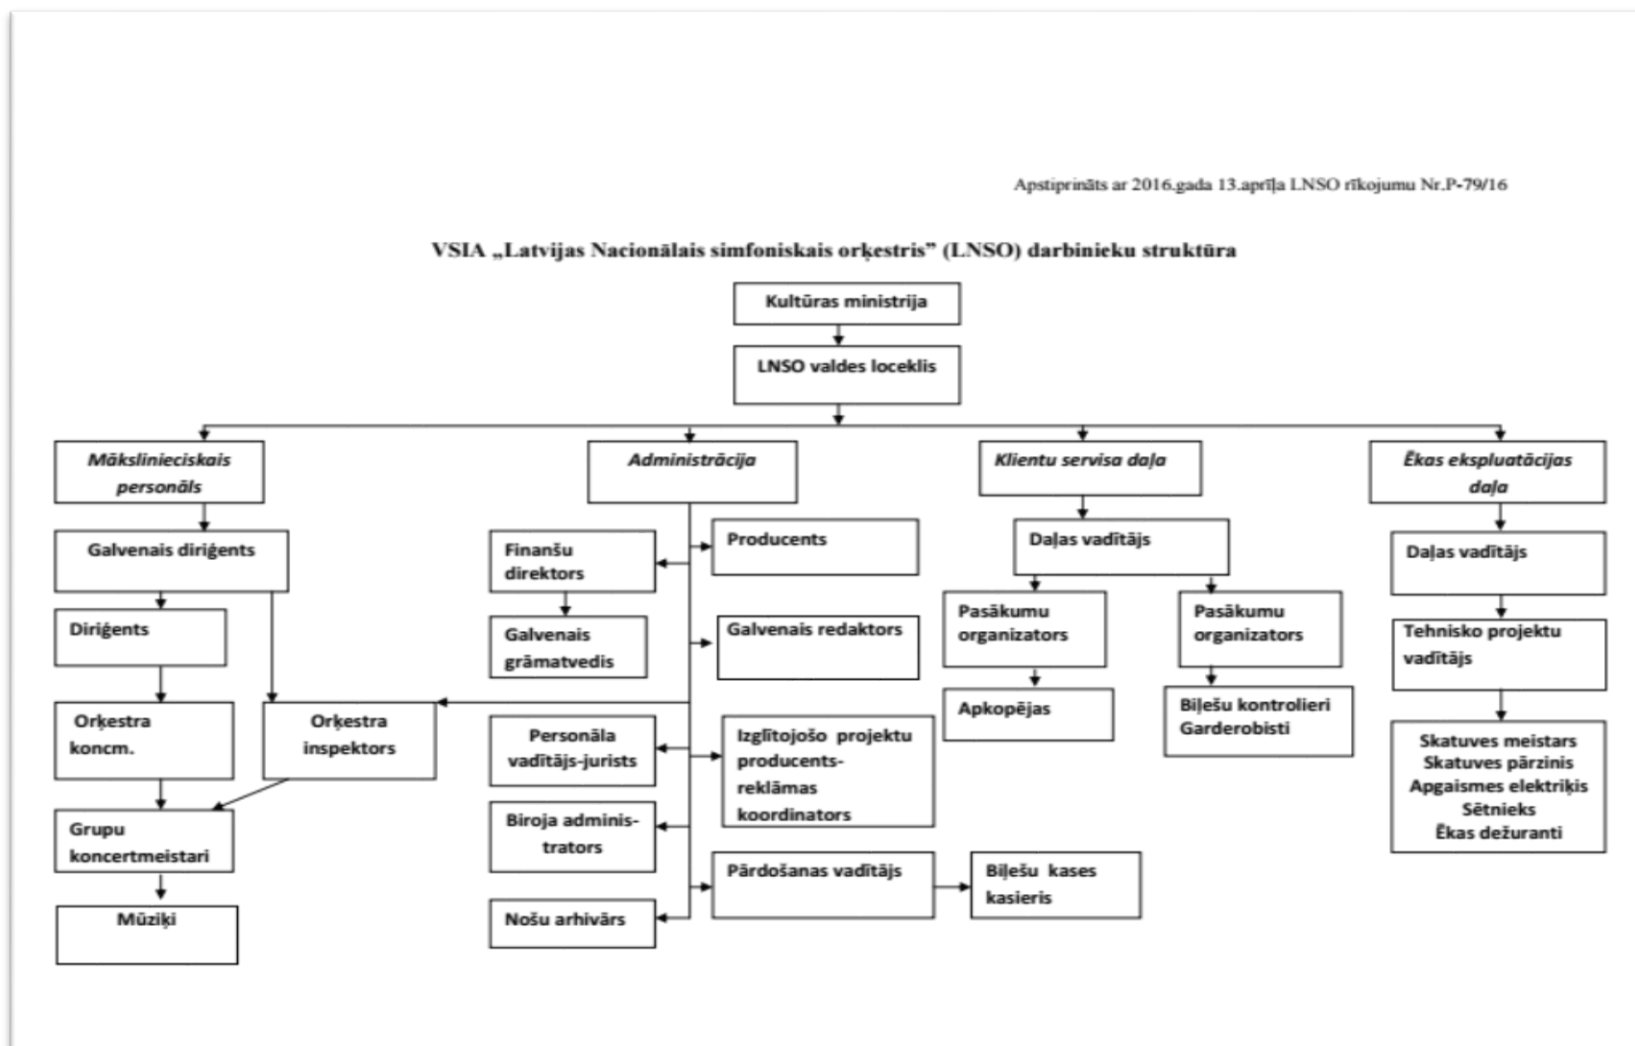 Apstiprināts ar 2016.gada 13.aprīļa LNSO rīkojumu Nr.P-79/16
VSIA „Latvijas Nacionālais simfoniskais orķestris” (LNSO) darbinieku struktūra
Kultūras ministrija
LNSO valdes loceklis
Mākslinieciskais
personāls
Administrācija
Klientu servisa daļa
Ēkas ekspluatācijas
daļa
Galvenais diriģents
Diriģents
Orķestra
koncm.
Orķestra
inspektors
Grupu
koncertmeistari
Mūziķi
Finanšu
direktors
Galvenais
grāmatvedis
Personāla
vadītājs-jurists
Biroja adminis-
trators
Nošu arhivārs
Producents
Galvenais redaktors
Izglītojošo projektu
producents-
reklāmas
koordinators
Pārdošanas vadītājs
Biļešu kases
kasieris
Daļas vadītājs
Pasākumu
organizators
Apkopējas
Pasākumu
organizators
Biļešu kontrolieri
Garderobisti
Daļas vadītājs
Tehnisko projektu
vadītājs
Skatuves meistars
Skatuves pārzinis
Apgaismes elektriķis
Sētnieks
Ēkas dežuranti